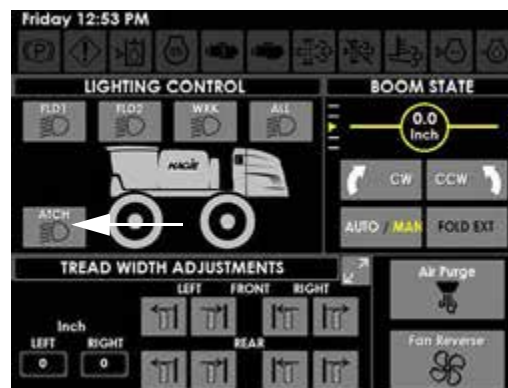 Friday 12:53 PM
LIGHTING CONTROL
FLD1 FLD2 WRK ALL
HAGIE
ATCH
BOOM STATE
0.0
Inch
CW CCW
AUTO / MAN FOLD EXT
TREAD WIDTH ADJUSTMENTS
LEFT FRONT RIGHT
Inch
LEFT RIGHT
REAR
0 0
Air Purge
Fan Reverse